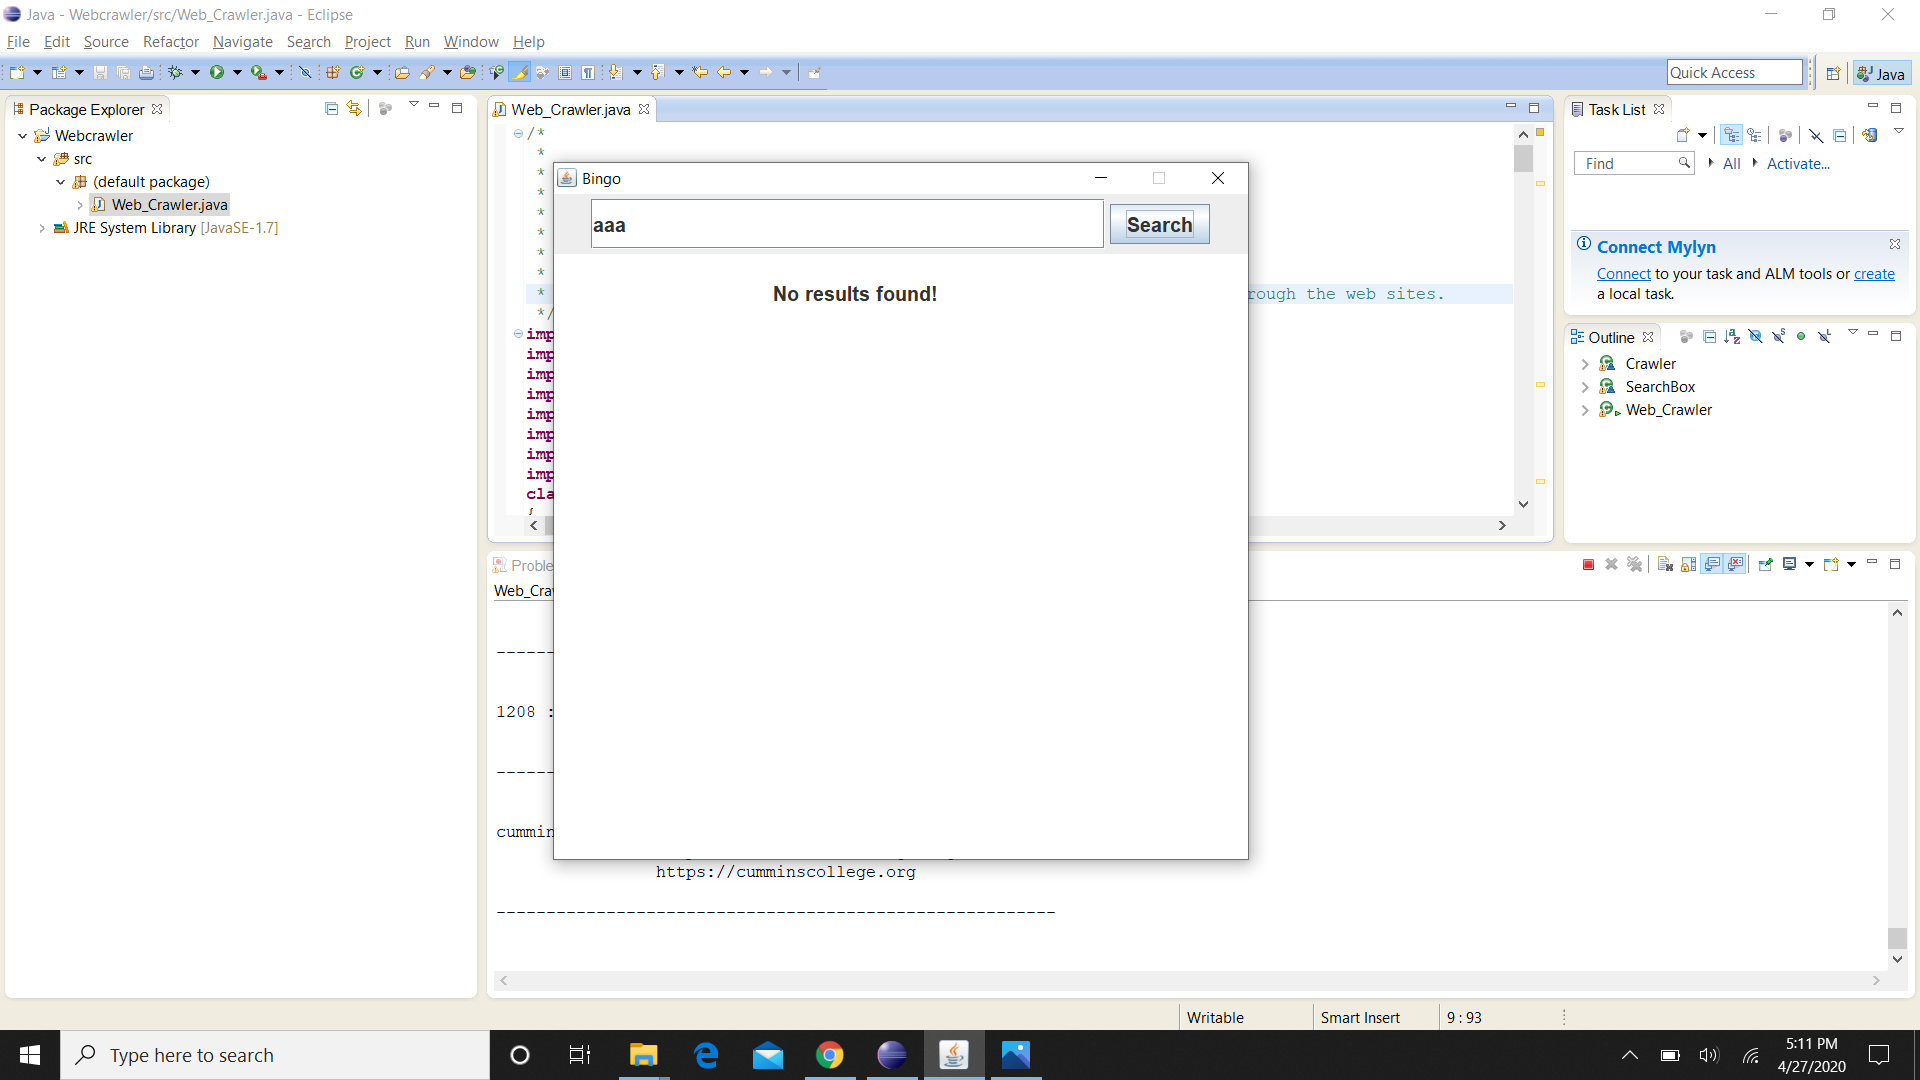 Java - Webcrawler/src/Web_Crawler.java - Eclipse
File Edit Source Refactor Navigate Search Project Run Window Help
Quick Access
Java
Package Explorer
Webcrawler
src
(default package)
Web_Crawler.java
JRE System Library [JavaSE-1.7]
Web_Crawler.java
/*
*
*
*
*
*
*
*
* rough the web sites.
*/
imp
imp
imp
imp
imp
imp
imp
imp
cla
{
Bingo
aaa
Search
No results found!
Task List
Find
All
Activate...
Connect Mylyn
Connect to your task and ALM tools or create
a local task.
Outline
Crawler
SearchBox
Web_Crawler
Proble
Web_Cra
------
1208 :
------
cummin
https://cumminscollege.org
--------------------------------------------------------
Writable
Smart Insert
9 : 93
Type here to search
5:11 PM
4/27/2020